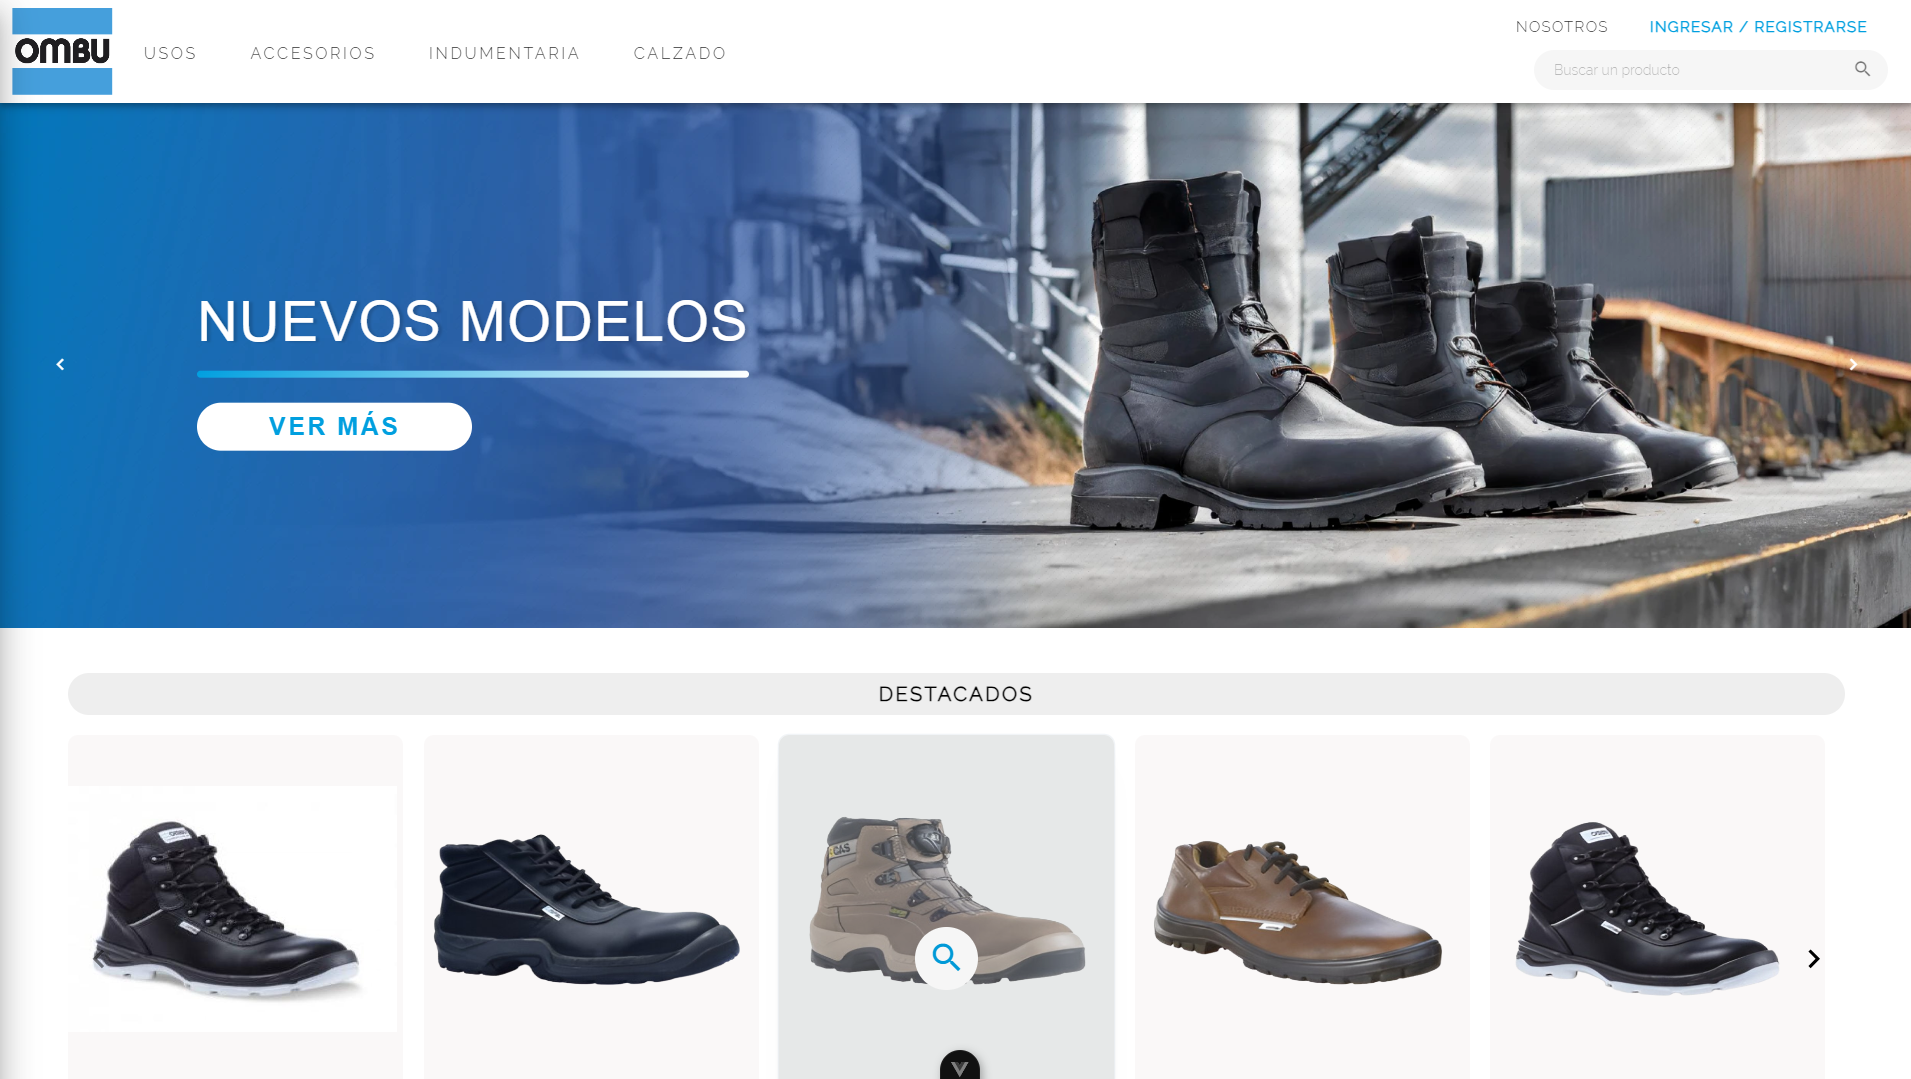 OMBU
USOS
ACCESORIOS
INDUMENTARIA
CALZADO
NOSOTROS
INGRESAR / REGISTRARSE
Buscar un producto
NUEVOS MODELOS
VER MÁS
DESTACADOS